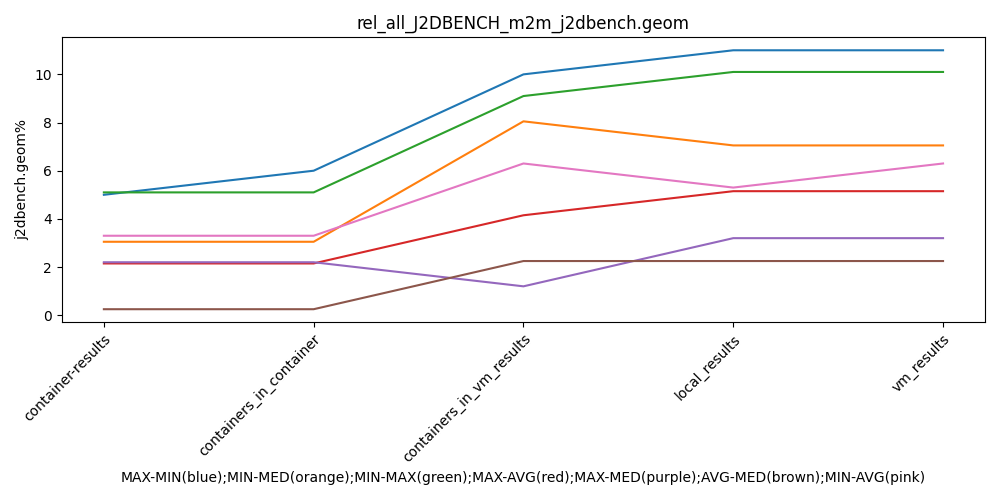 rel_all_J2DBENCH_m2m_j2dbench.geom
j2dbench.geom%
10
8
6
4
2
0
container-results
containers_in_container
containers_in_vm_results
local_results
vm_results
MAX-MIN(blue);MIN-MED(orange);MIN-MAX(green);MAX-AVG(red);MAX-MED(purple);AVG-MED(brown);MIN-AVG(pink)